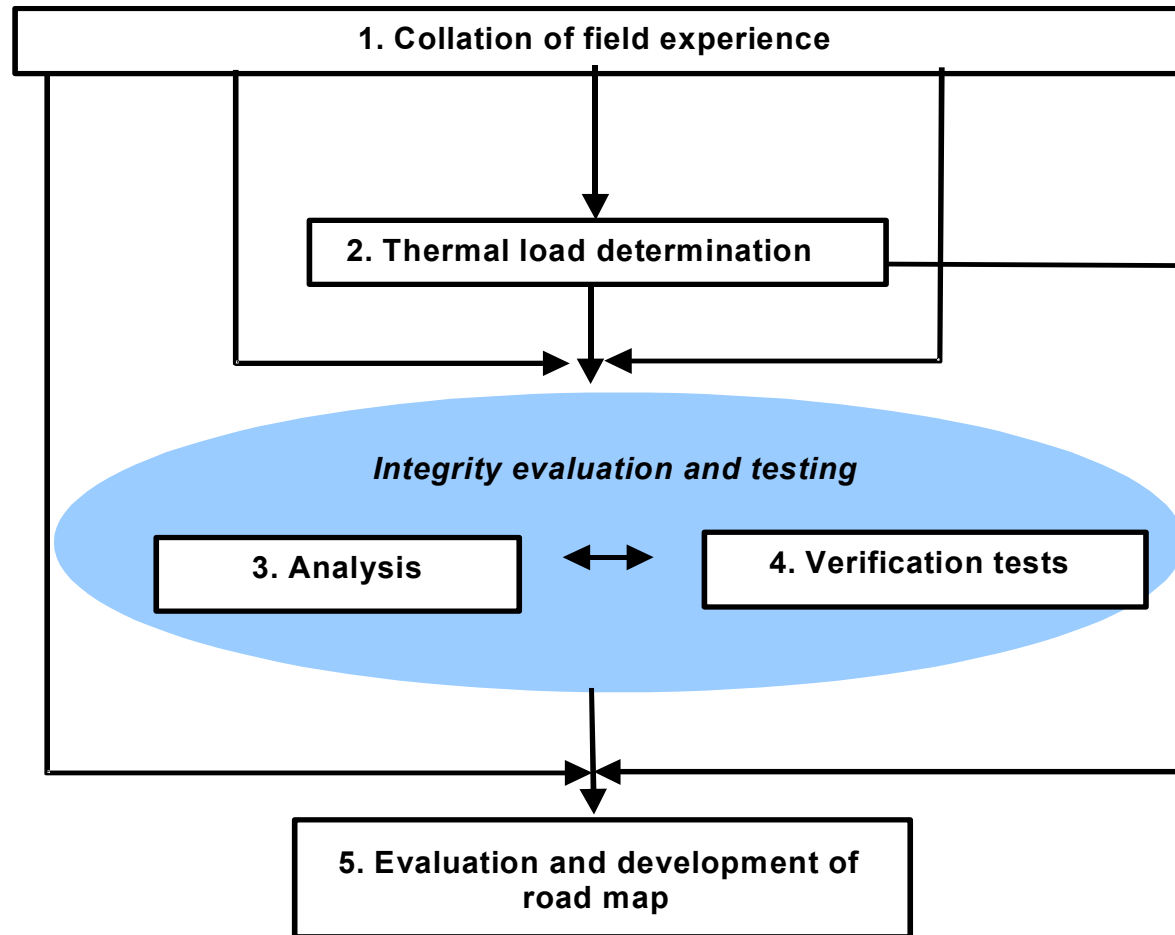 1. Collation of field experience
2. Thermal load determination
Integrity evaluation and testing
3. Analysis
4. Verification tests
5. Evaluation and development of
road map